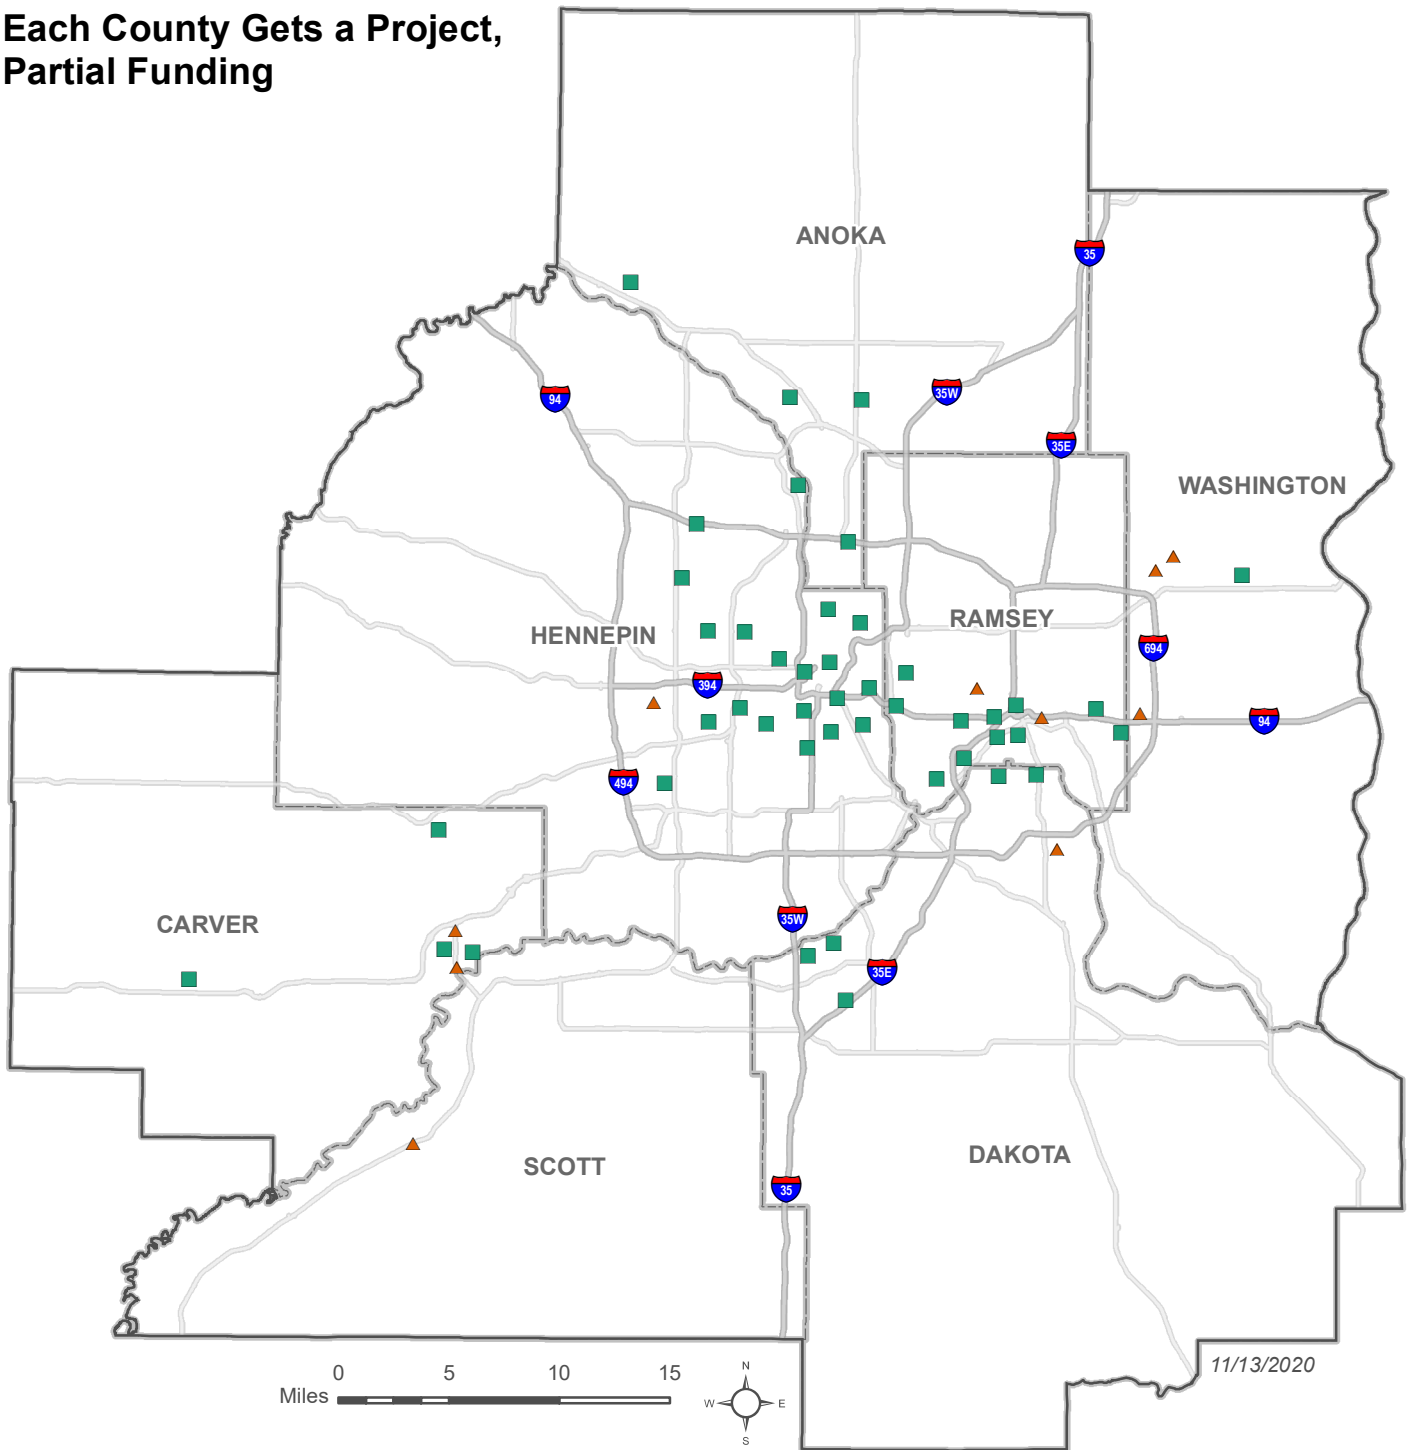 Each County Gets a Project,
Partial Funding
ANOKA
35
94
35W
35E
WASHINGTON
HENNEPIN
RAMSEY
694
394
94
494
CARVER
35W
35E
SCOTT
DAKOTA
35
11/13/2020
0 5 10 15
Miles
N
W E
S